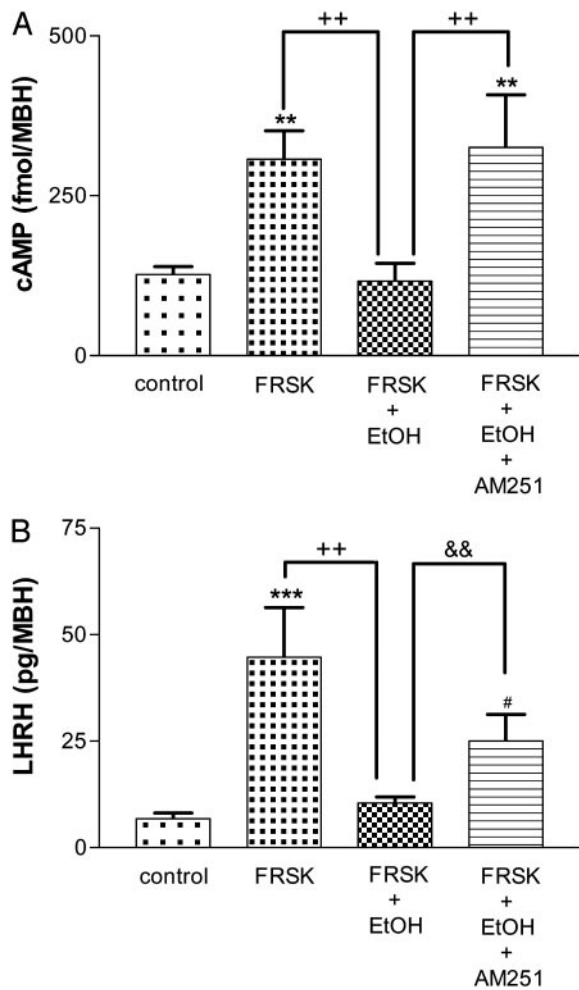 A
++ ++
500
** **
250
0
cAMP (fmol/MBH)
control FRSK FRSK FRSK
+ +
EtOH EtOH
+
AM251
B
75
++ &&
***
50
#
25
0
LHRH (pg/MBH)
control FRSK FRSK FRSK
+ +
EtOH EtOH
+
AM251